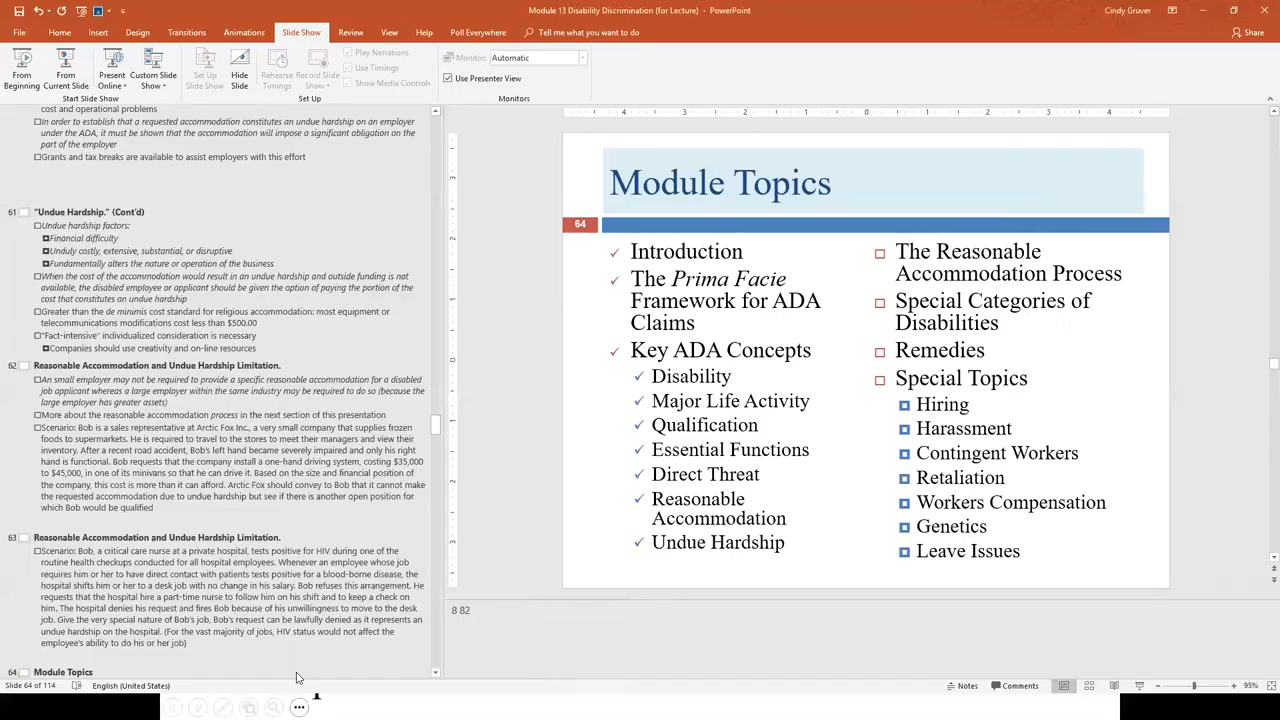 Module 13 Disability Discrimination (for Lecture) - PowerPoint
Cindy Gruver
File
Home
Insert
Design
Transitions
Animations
Slide Show
Review
View
Help
Poll Everywhere
Tell me what you want to do
Share
From
Beginning
From
Current Slide
Present
Online
Custom Slide
Show
Set Up
Slide Show
Hide
Slide
Rehearse
Timings
Record Slide
Show
Play Narrations
Use Timings
Show Media Controls
Monitor:
Automatic
Use Presenter View
Start Slide Show
Set Up
Monitors
cost and operational problems
In order to establish that a requested accommodation constitutes an undue hardship on an employer
under the ADA, it must be shown that the accommodation will impose a significant obligation on the
part of the employer
Grants and tax breaks are available to assist employers with this effort
61 "Undue Hardship." (Cont'd)
Undue hardship factors:
Financial difficulty
Unduly costly, extensive, substantial, or disruptive
Fundamentally alters the nature or operation of the business
When the cost of the accommodation would result in an undue hardship and outside funding is not
available, the disabled employee or applicant should be given the option of paying the portion of the
cost that constitutes an undue hardship
Greater than the de minimis cost standard for religious accommodation: most equipment or
telecommunications modifications cost less than $500.00
"Fact-intensive" individualized consideration is necessary
Companies should use creativity and on-line resources
62 Reasonable Accommodation and Undue Hardship Limitation.
An small employer may not be required to provide a specific reasonable accommodation for a disabled
job applicant whereas a large employer within the same industry may be required to do so (because the
large employer has greater assets)
More about the reasonable accommodation process in the next section of this presentation
Scenario: Bob is a sales representative at Arctic Fox Inc., a very small company that supplies frozen
foods to supermarkets. He is required to travel to the stores to meet their managers and view their
inventory. After a recent road accident, Bob's left hand became severely impaired and only his right
hand is functional. Bob requests that the company install a one-hand driving system, costing $35,000
to $45,000, in one of its minivans so that he can drive it. Based on the size and financial position of
the company, this cost is more than it can afford. Arctic Fox should convey to Bob that it cannot make
the requested accommodation due to undue hardship but see if there is another open position for
which Bob would be qualified
63 Reasonable Accommodation and Undue Hardship Limitation.
Scenario: Bob, a critical care nurse at a private hospital, tests positive for HIV during one of the
routine health checkups conducted for all hospital employees. Whenever an employee whose job
requires him or her to have direct contact with patients tests positive for a blood-borne disease, the
hospital shifts him or her to a desk job with no change in his salary. Bob refuses this arrangement. He
requests that the hospital hire a part-time nurse to follow him on his shift and to keep a check on
him. The hospital denies his request and fires Bob because of his unwillingness to move to the desk
job. Give the very special nature of Bob's job, Bob's request can be lawfully denied as it represents an
undue hardship on the hospital. (For the vast majority of jobs, HIV status would not affect the
employee's ability to do his or her job)
64 Module Topics
4 3 2 1 0 1 2 3 4
3
2
1
0
1
2
3
Module Topics
64
Introduction
The Prima Facie
Framework for ADA
Claims
Key ADA Concepts
Disability
Major Life Activity
Qualification
Essential Functions
Direct Threat
Reasonable
Accommodation
Undue Hardship
The Reasonable
Accommodation Process
Special Categories of
Disabilities
Remedies
Special Topics
Hiring
Harassment
Contingent Workers
Retaliation
Workers Compensation
Genetics
Leave Issues
8 82
Slide 64 of 114
English (United States)
Notes
Comments
95%